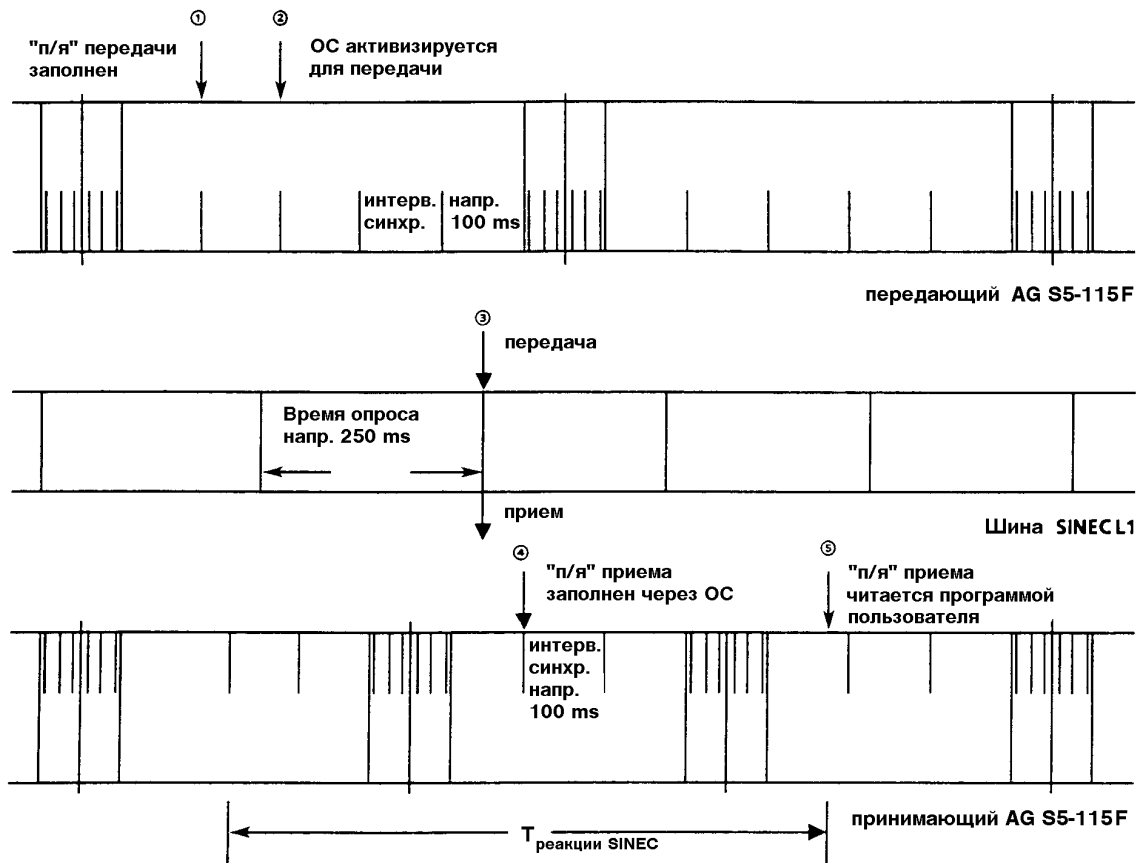 ① ②
"п/я" передачи
заполнен
ОС активизируется
для передачи
интерв.
синхр.
напр.
100 ms
передающий AG S5-115F
③
передача
Время опроса
напр. 250 ms
прием
Шина SINEC L1
④
"п/я" приема
заполнен через ОС
⑤
"п/я" приема
читается программой
пользователя
интерв.
синхр.
напр.
100 ms
принимающий AG S5-115F
T реакции SINEC